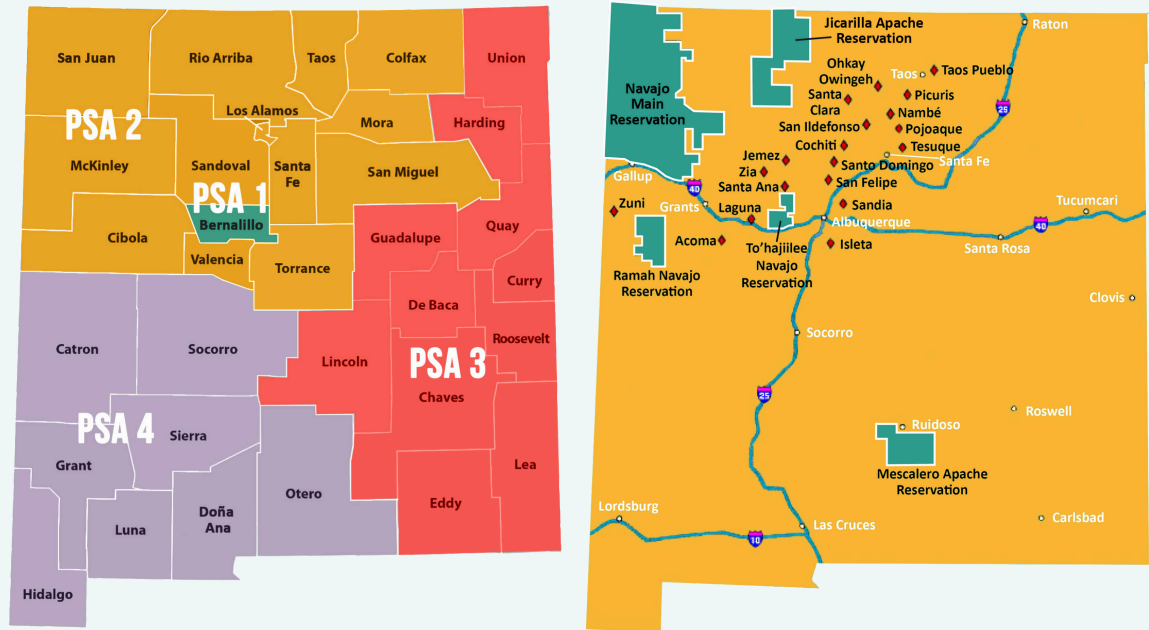 San Juan
Rio Arriba
Taos
Colfax
Union
Los Alamos
Mora
Harding
PSA 2
McKinley
Sandoval
Santa
Fe
San Miguel
PSA 1
Bernalillo
Cibola
Valencia
Torrance
Guadalupe
Quay
Curry
De Baca
Roosevelt
Catron
Socorro
Lincoln
PSA 3
Chaves
PSA 4
Sierra
Grant
Otero
Lea
Eddy
Doña
Ana
Luna
Hidalgo
Jicarilla Apache
Reservation
Raton
Navajo
Main
Reservation
Ohkay
Owingeh
Taos
Taos Pueblo
Santa
Clara
Picuris
25
Nambé
San Ildefonso
Pojoaque
Cochiti
Tesuque
Jemez
Santo Domingo
Santa Fe
Zia
Gallup
40
Santa Ana
San Felipe
Zuni
Grants
Laguna
Sandia
Tucumcari
Albuquerque
40
Acoma
To'hajiilee
Navajo
Reservation
Isleta
Santa Rosa
Ramah Navajo
Reservation
Clovis
Socorro
25
Roswell
Ruidoso
Mescalero Apache
Reservation
Lordsburg
Las Cruces
Carlsbad
10